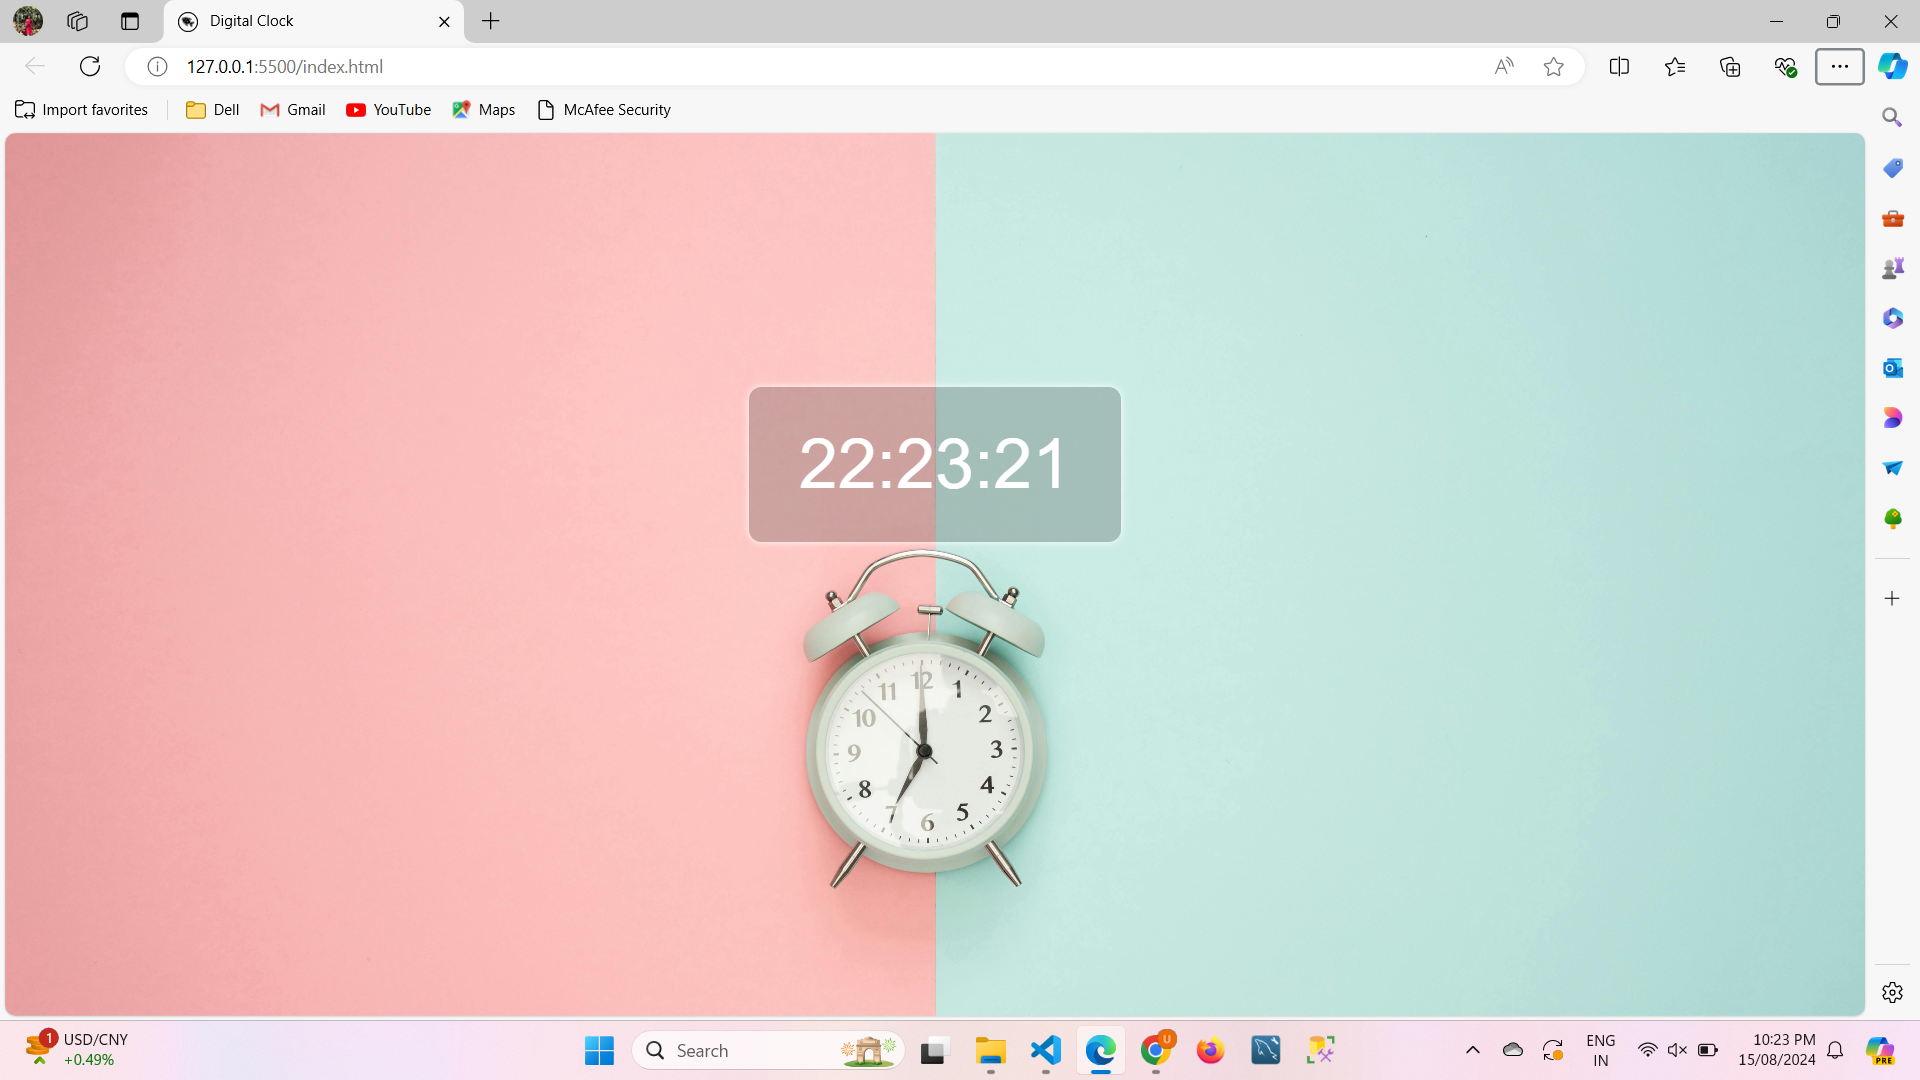 Digital Clock
127.0.0.1:5500/index.html
Import favorites
Dell
Gmail
YouTube
Maps
McAfee Security
22:23:21
12
1
2
3
4
5
6
7
8
9
10
11
1
USD/CNY
+0.49%
Search
U
ENG
IN
10:23 PM
15/08/2024
PRE